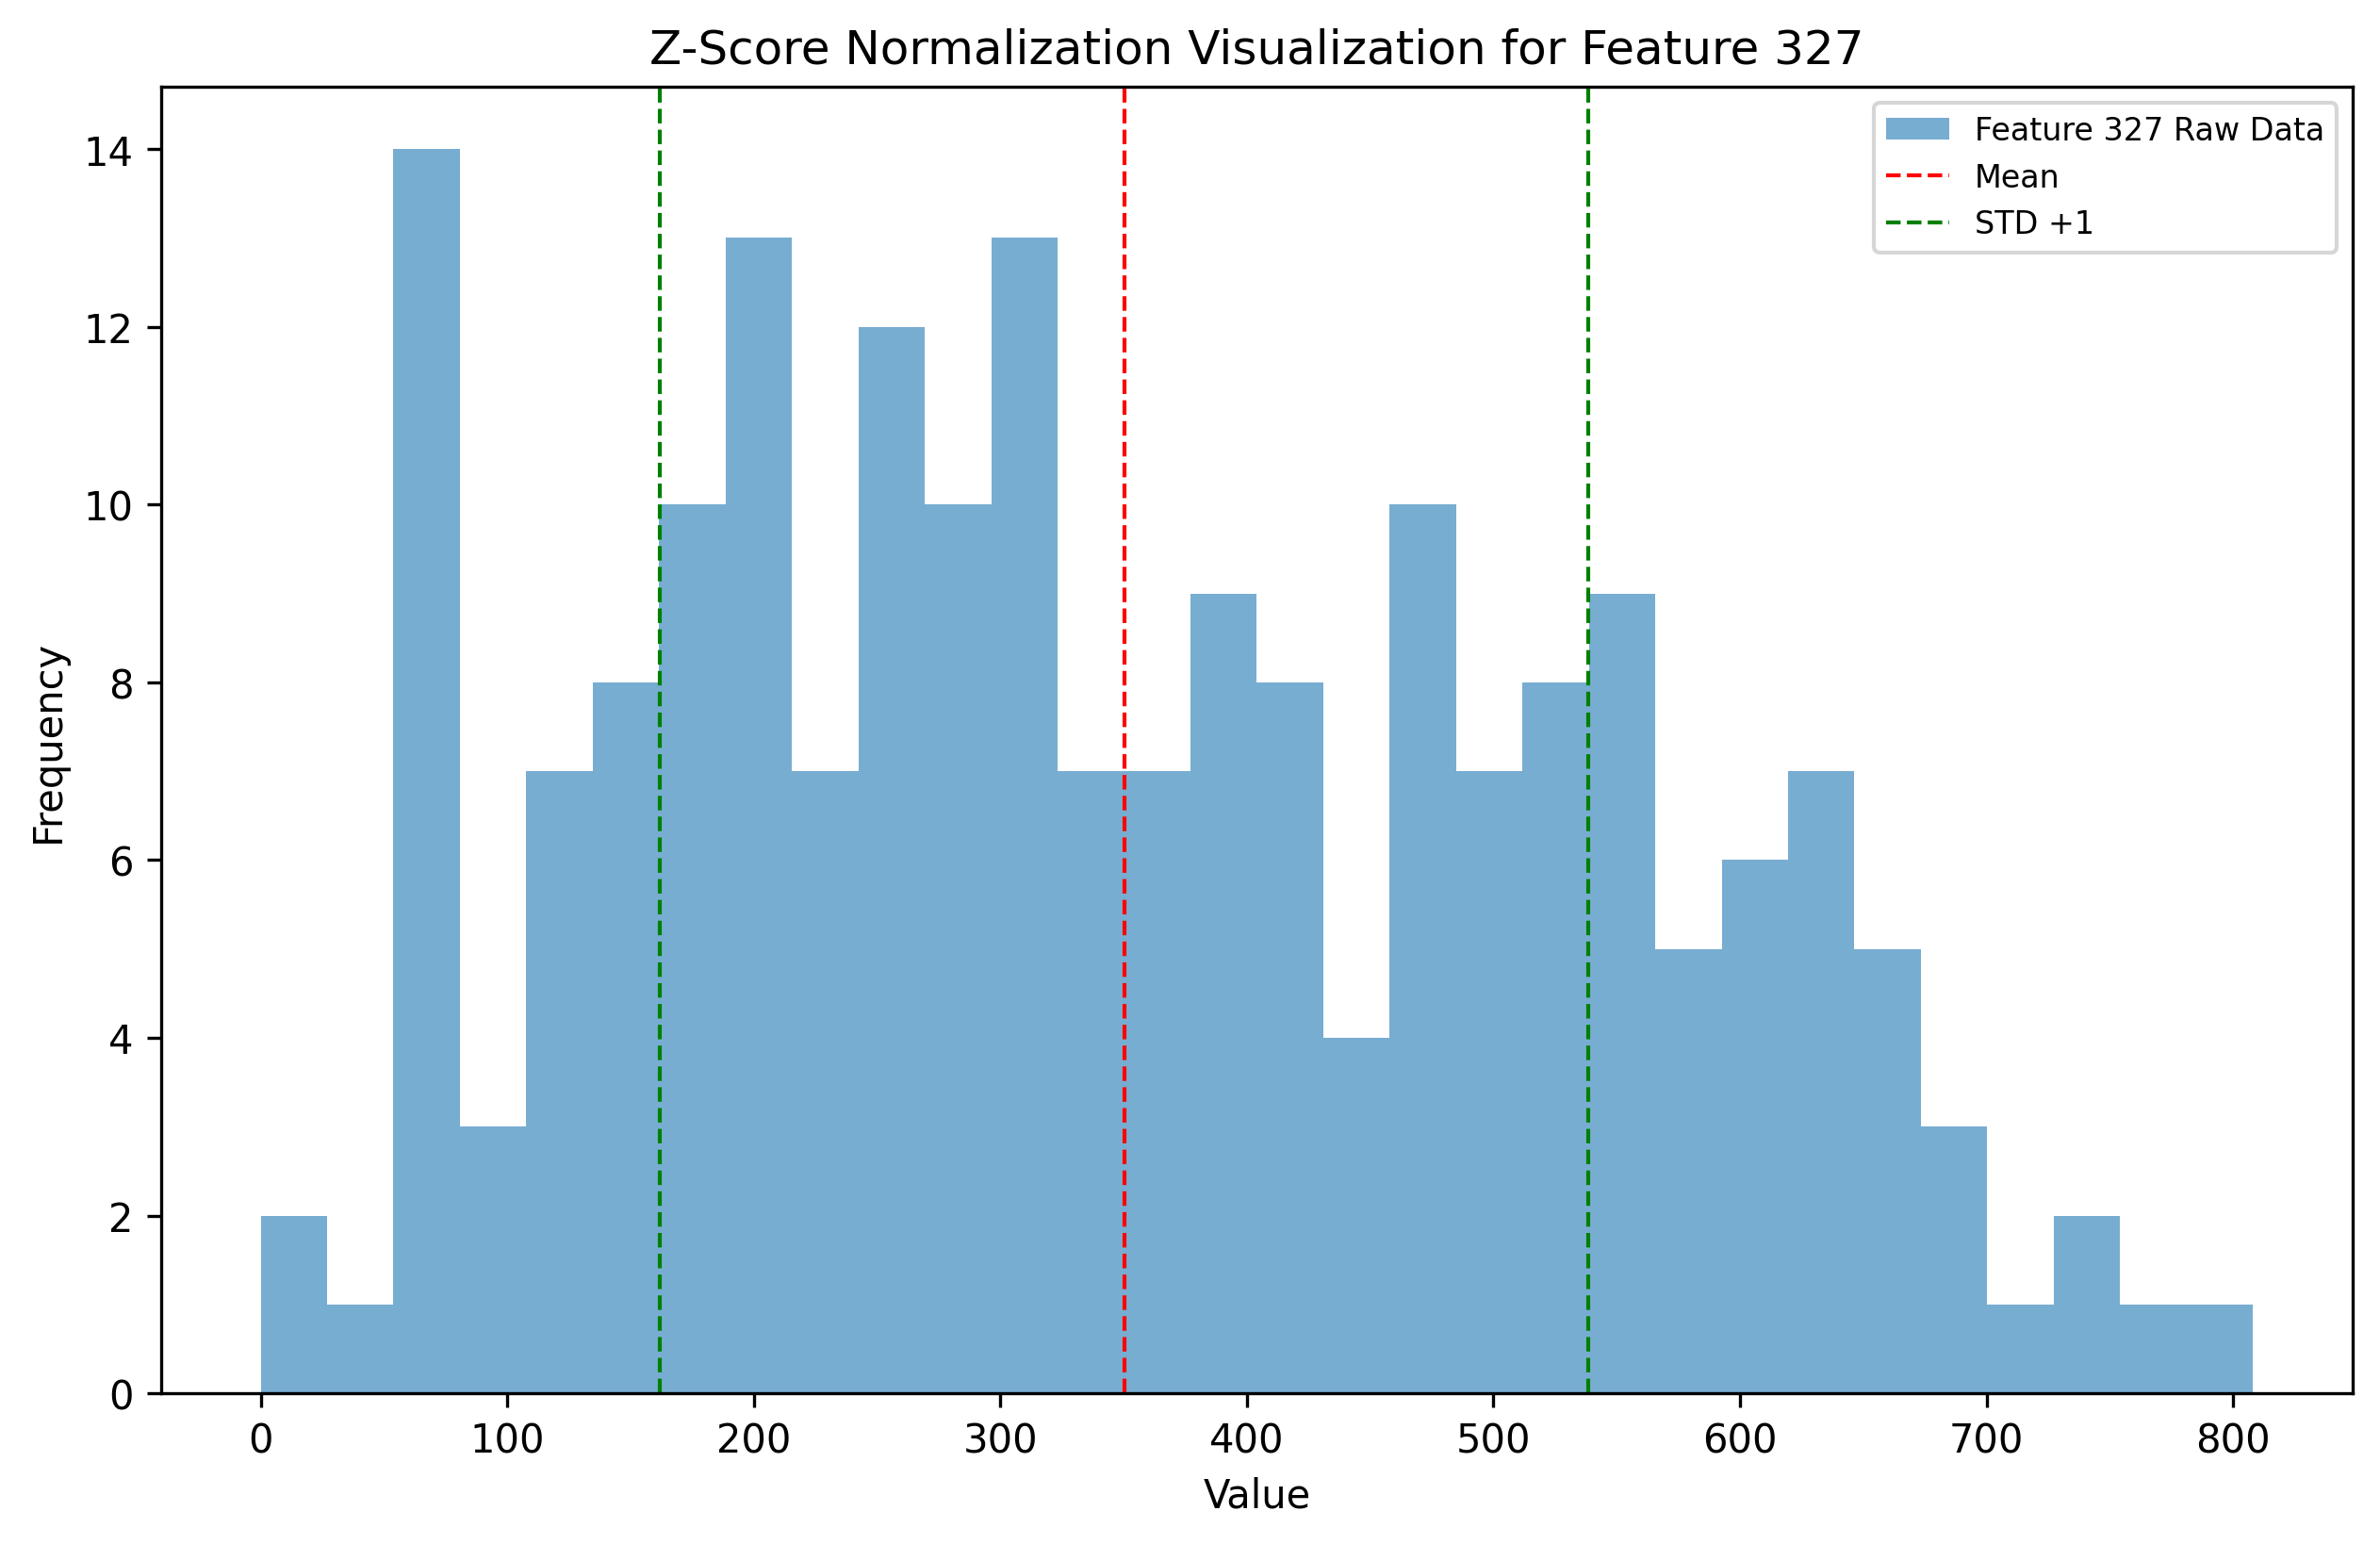 Z-Score Normalization Visualization for Feature 327
Feature 327 Raw Data
Mean
STD +1
14
12
10
8
6
4
2
0
Frequency
0 100 200 300 400 500 600 700 800
Value